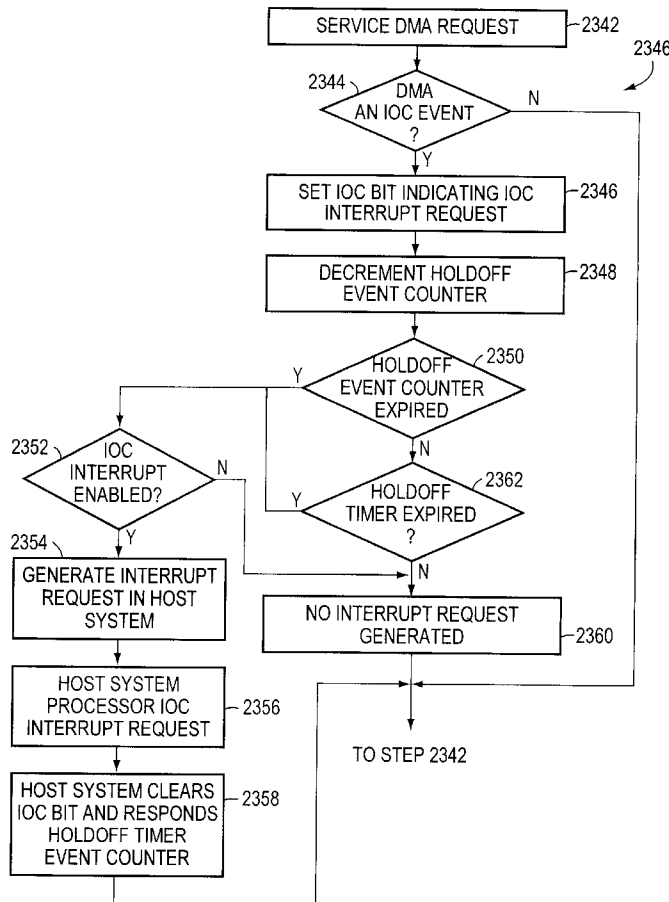 SERVICE DMA REQUEST
2342
2346
2344
DMA
AN IOC EVENT
?
N
Y
SET IOC BIT INDICATING IOC
INTERRUPT REQUEST
2346
DECREMENT HOLDOFF
EVENT COUNTER
2348
HOLDOFF
EVENT COUNTER
EXPIRED
2350
Y
N
2352
IOC
INTERRUPT
ENABLED?
N
Y
HOLDOFF
TIMER EXPIRED
?
2362
Y
N
2354
GENERATE INTERRUPT
REQUEST IN HOST
SYSTEM
NO INTERRUPT REQUEST
GENERATED
2360
HOST SYSTEM
PROCESSOR IOC
INTERRUPT REQUEST
2356
TO STEP 2342
HOST SYSTEM CLEARS
IOC BIT AND RESPONDS
HOLDOFF TIMER
EVENT COUNTER
2358